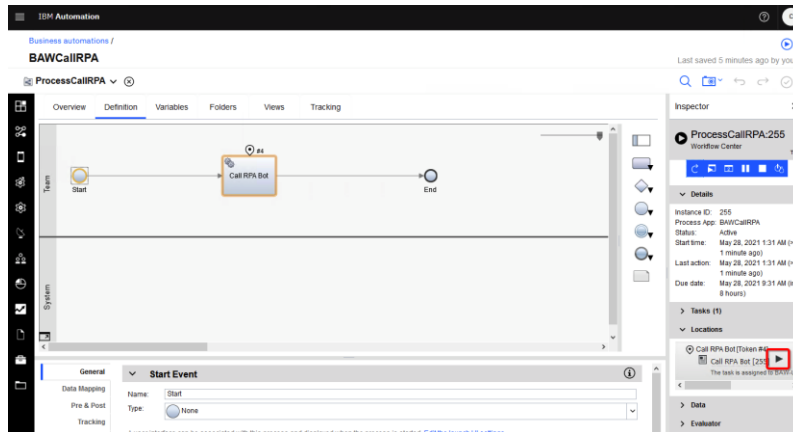 IBM Automation
Business automations /
BAWCallRPA
Last saved 5 minutes ago by you
ProcessCallRPA
Overview Definition Variables Folders Views Tracking
Inspector
Team
#4
Call RPA Bot
Start
End
System
ProcessCallRPA:255
Workflow Center
Details
Instance ID: 255
Process App: BAWCallRPA
Status: Active
Start time: May 28, 2021 1:31 AM (>
1 minute ago)
Last action: May 28, 2021 1:31 AM (>
1 minute ago)
Due date: May 28, 2021 9:31 AM (in
8 hours)
Tasks (1)
Locations
Call RPA Bot[Token #4]
Call RPA Bot [255
The task is assigned to BAW-
Data
Evaluator
General
Data Mapping
Pre & Post
Tracking
Start Event
Name: Start
Type: None